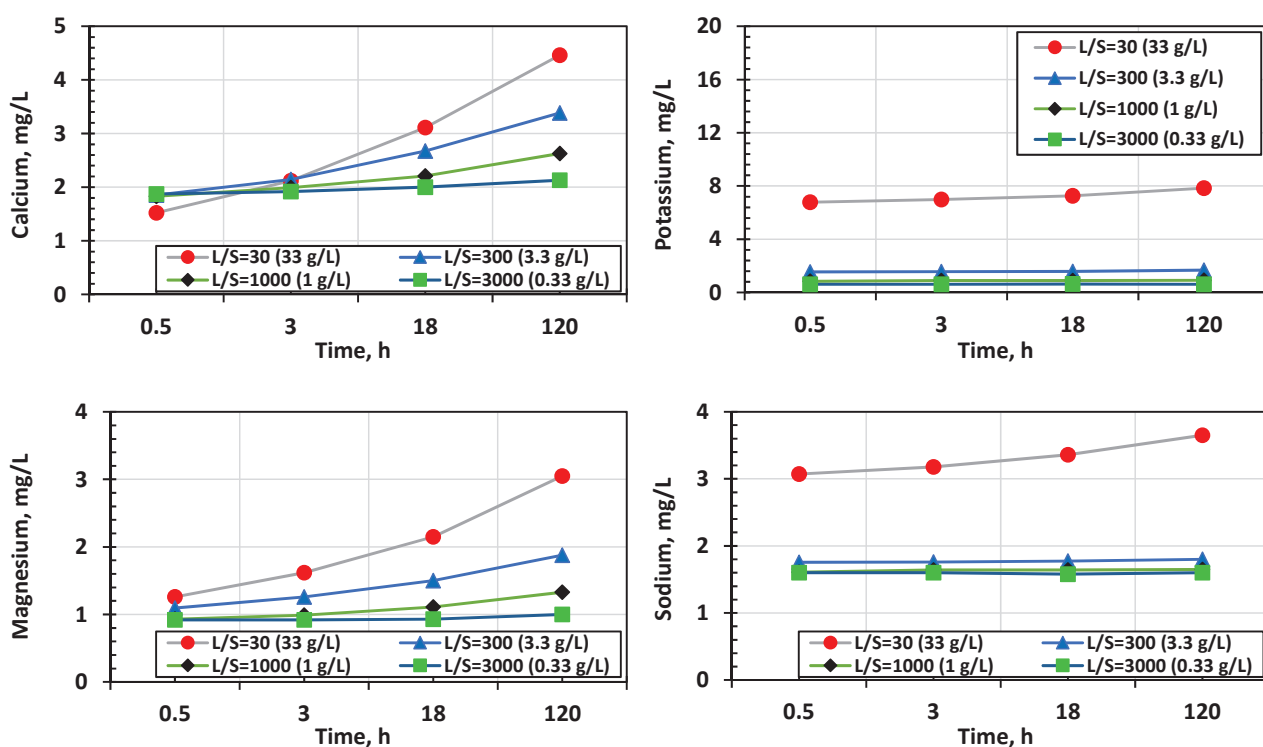 Calcium, mg/L
5
4
3
2
1
0
L/S=30 (33 g/L) L/S=300 (3.3 g/L)
L/S=1000 (1 g/L) L/S=3000 (0.33 g/L)
0.5 3 18 120
Time, h
Potassium, mg/L
20
16
12
8
4
0
L/S=30 (33 g/L)
L/S=300 (3.3 g/L)
L/S=1000 (1 g/L)
L/S=3000 (0.33 g/L)
0.5 3 18 120
Time, h
Magnesium, mg/L
4
3
2
1
0
L/S=30 (33 g/L) L/S=300 (3.3 g/L)
L/S=1000 (1 g/L) L/S=3000 (0.33 g/L)
0.5 3 18 120
Time, h
Sodium, mg/L
4
3
2
1
0
L/S=30 (33 g/L) L/S=300 (3.3 g/L)
L/S=1000 (1 g/L) L/S=3000 (0.33 g/L)
0.5 3 18 120
Time, h